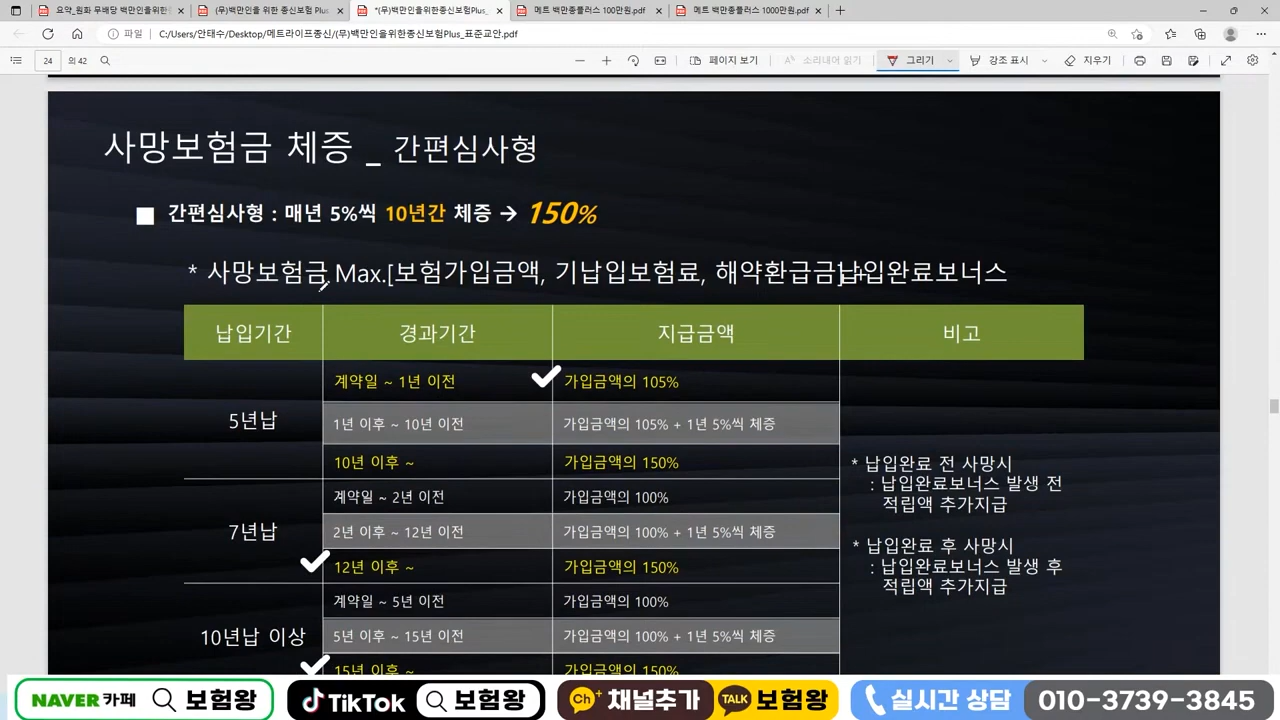 요약_원화 무배당 백만인을위한
(무)백만인을 위한 종신보험 Plus_
*(무)백만인을위한종신보험Plus_
메트 백만종플러스 100만원.pdf
메트 백만종플러스 1000만원.pdf
파일 C:/Users/안태수/Desktop/메트라이프종신/(무)백만인을위한종신보험Plus_표준교안.pdf
24 의 42
페이지 보기 소리내어 읽기 그리기 강조 표시 지우기
사망보험금 체증 _ 간편심사형
간편심사형 : 매년 5%씩 10년간 체증 → 150%
* 사망보험금 Max.[보험가입금액, 기납입보험료, 해약환급금]+납입완료보너스
납입기간 경과기간 지급금액 비고
5년납
계약일 ~ 1년 이전 가입금액의 105%
1년 이후 ~ 10년 이전 가입금액의 105% + 1년 5%씩 체증
10년 이후 ~ 가입금액의 150%
7년납
계약일 ~ 2년 이전 가입금액의 100%
2년 이후 ~ 12년 이전 가입금액의 100% + 1년 5%씩 체증
12년 이후 ~ 가입금액의 150%
10년납 이상
계약일 ~ 5년 이전 가입금액의 100%
5년 이후 ~ 15년 이전 가입금액의 100% + 1년 5%씩 체증
15년 이후 ~ 가입금액의 150%
* 납입완료 전 사망시
: 납입완료보너스 발생 전
적립액 추가지급
* 납입완료 후 사망시
: 납입완료보너스 발생 후
적립액 추가지급
NAVER 카페 보험왕
TikTok 보험왕
Ch+ 채널추가 TALK 보험왕
실시간 상담 010-3739-3845